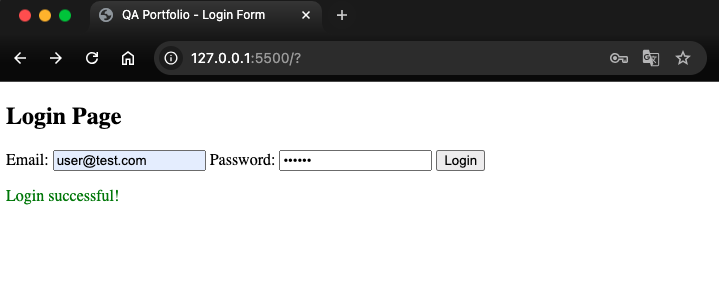 QA Portfolio - Login Form
127.0.0.1:5500/?
Login Page
Email: user@test.com Password: •••••• Login
Login successful!